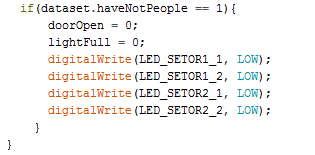 if(dataset.haveNotPeople == 1){
doorOpen = 0;
lightFull = 0;
digitalWrite(LED_SETOR1_1, LOW);
digitalWrite(LED_SETOR1_2, LOW);
digitalWrite(LED_SETOR2_1, LOW);
digitalWrite(LED_SETOR2_2, LOW);
}
}